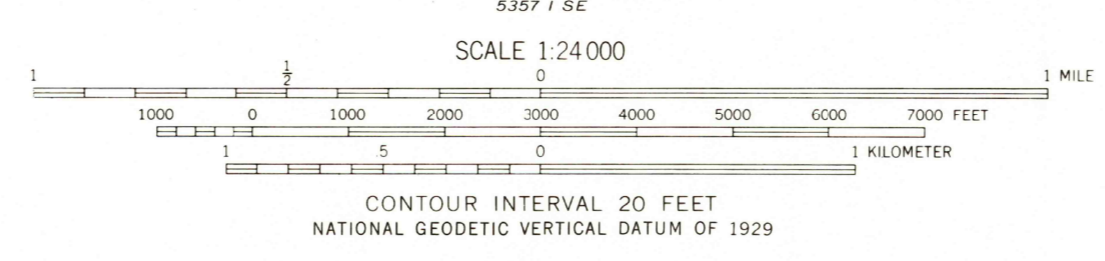 5357 I SE
SCALE 1:24 000
1 ½ 0 1 MILE
1000 0 1000 2000 3000 4000 5000 6000 7000 FEET
1 .5 0 1 KILOMETER
CONTOUR INTERVAL 20 FEET
NATIONAL GEODETIC VERTICAL DATUM OF 1929